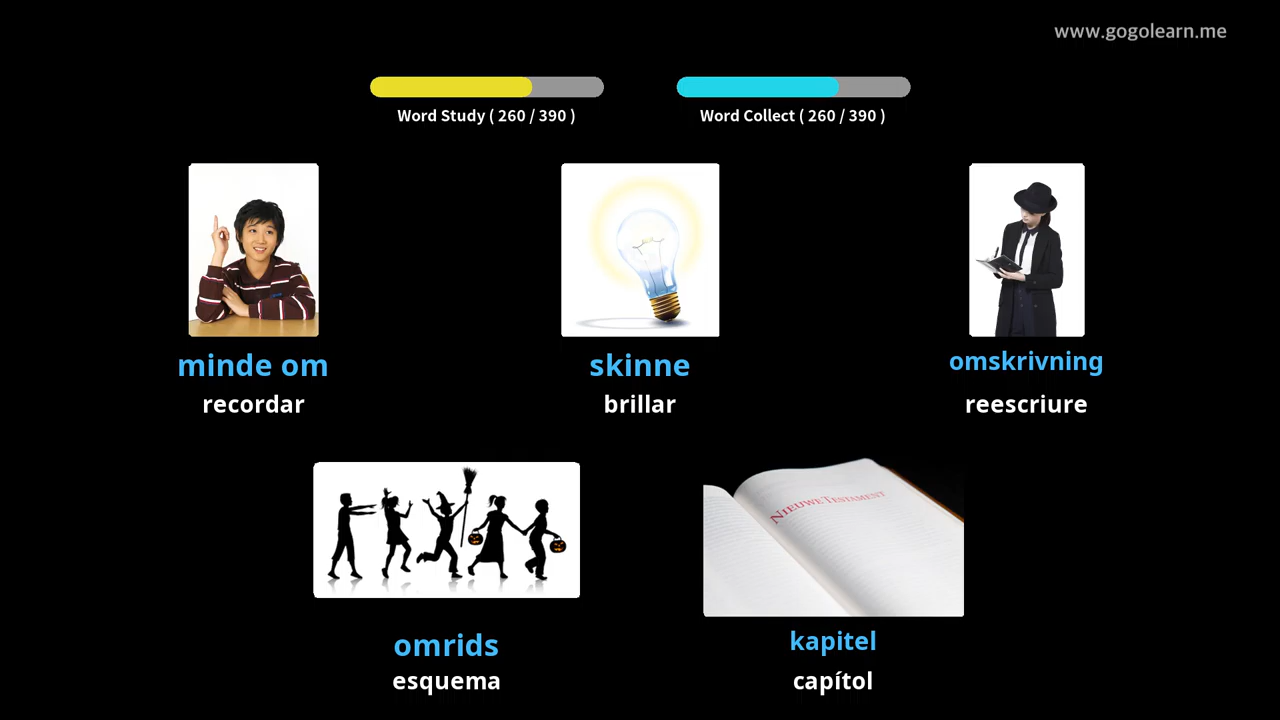 www.gogolearn.me
Word Study ( 260 / 390 )
Word Collect ( 260 / 390 )
minde om
recordar
skinne
brillar
omskrivning
reescriure
NIEUWE TESTAMENT
omrids
esquema
kapitel
capítol